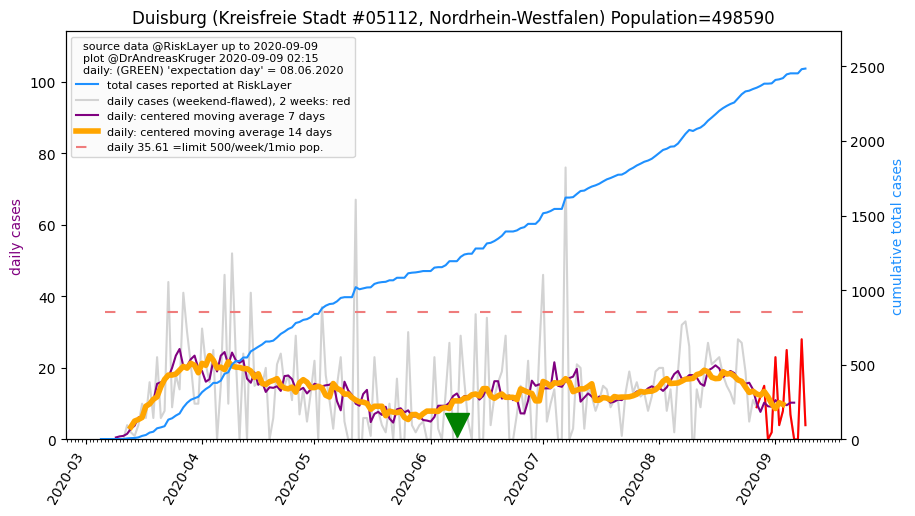 Duisburg (Kreisfreie Stadt #05112, Nordrhein-Westfalen) Population=498590
source data @RiskLayer up to 2020-09-09
plot @DrAndreasKruger 2020-09-09 02:15
daily: (GREEN) 'expectation day' = 08.06.2020
total cases reported at RiskLayer
daily cases (weekend-flawed), 2 weeks: red
daily: centered moving average 7 days
daily: centered moving average 14 days
daily 35.61 =limit 500/week/1mio pop.
daily cases
0
20
40
60
80
100
cumulative total cases
0
500
1000
1500
2000
2500
2020-03
2020-04
2020-05
2020-06
2020-07
2020-08
2020-09